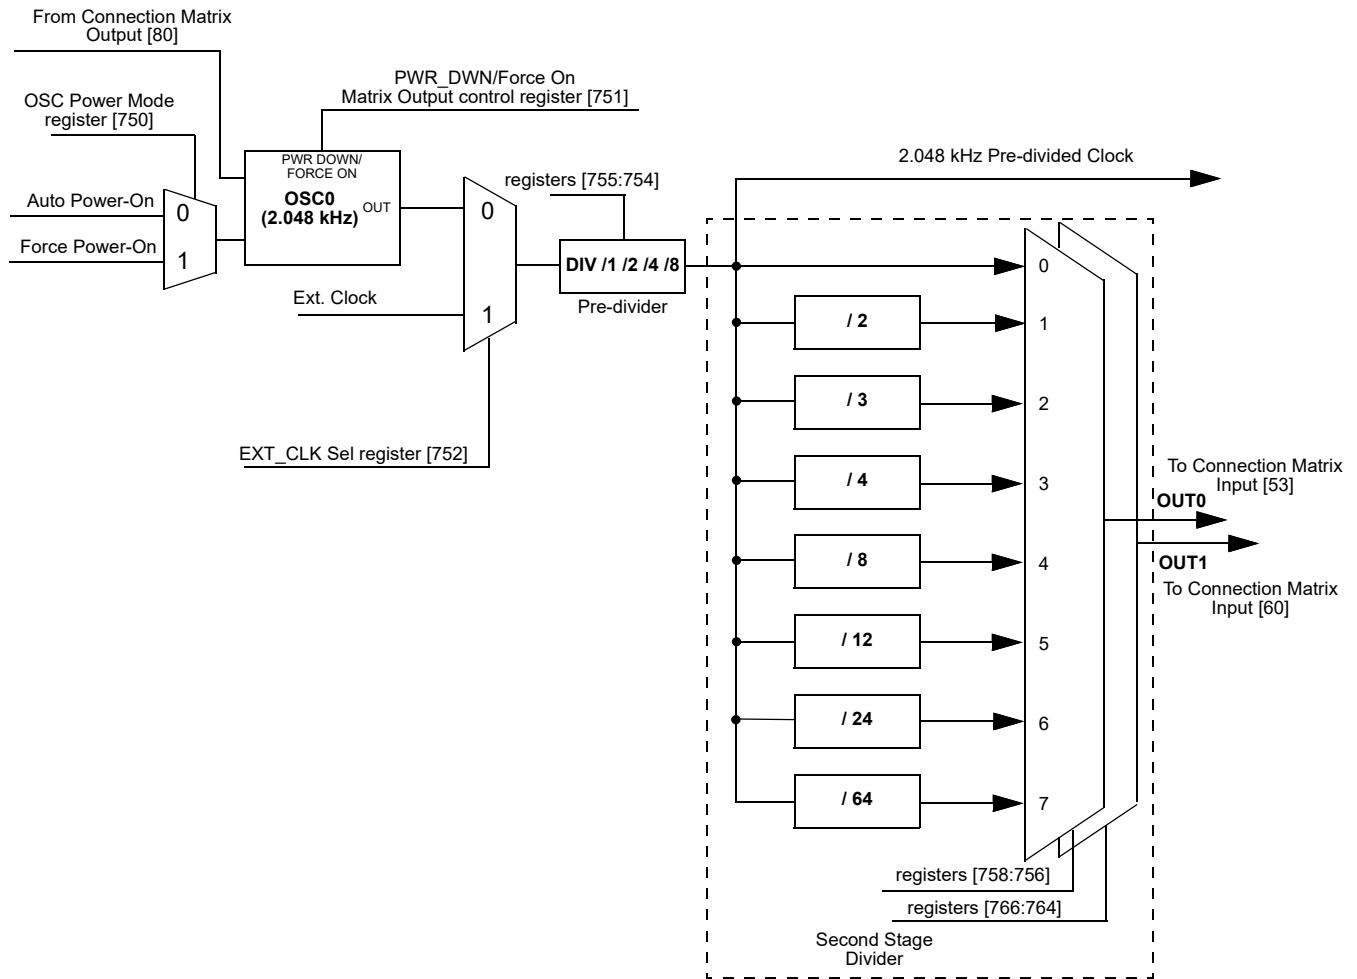 From Connection Matrix
Output [80]
PWR_DWN/Force On
Matrix Output control register [751]
OSC Power Mode
register [750]
PWR DOWN/
FORCE ON
OSC0
(2.048 kHz)
OUT
Auto Power-On
Force Power-On
0
1
registers [755:754]
2.048 kHz Pre-divided Clock
0
1
Ext. Clock
DIV /1 /2 /4 /8
Pre-divider
EXT_CLK Sel register [752]
0
/ 2
1
/ 3
2
/ 4
3
/ 8
4
/ 12
5
/ 24
6
/ 64
7
To Connection Matrix
Input [53]
OUT0
OUT1
To Connection Matrix
Input [60]
registers [758:756]
registers [766:764]
Second Stage
Divider